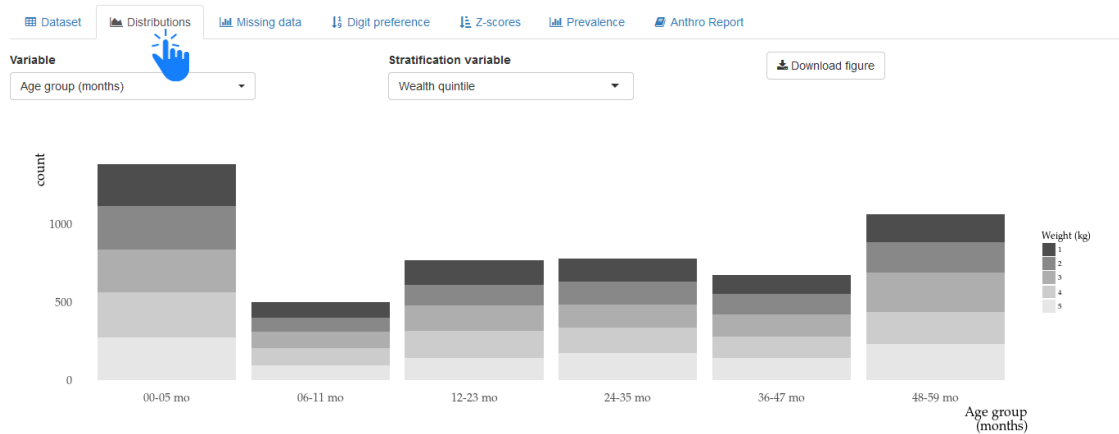 Dataset
Distributions
Missing data
Digit preference
Z-scores
Prevalence
Anthro Report
Variable
Stratification variable
Age group (months)
Wealth quintile
Download figure
count
1000
500
0
00-05 mo
06-11 mo
12-23 mo
24-35 mo
36-47 mo
48-59 mo
Age group
(months)
Weight (kg)
1
2
3
4
5